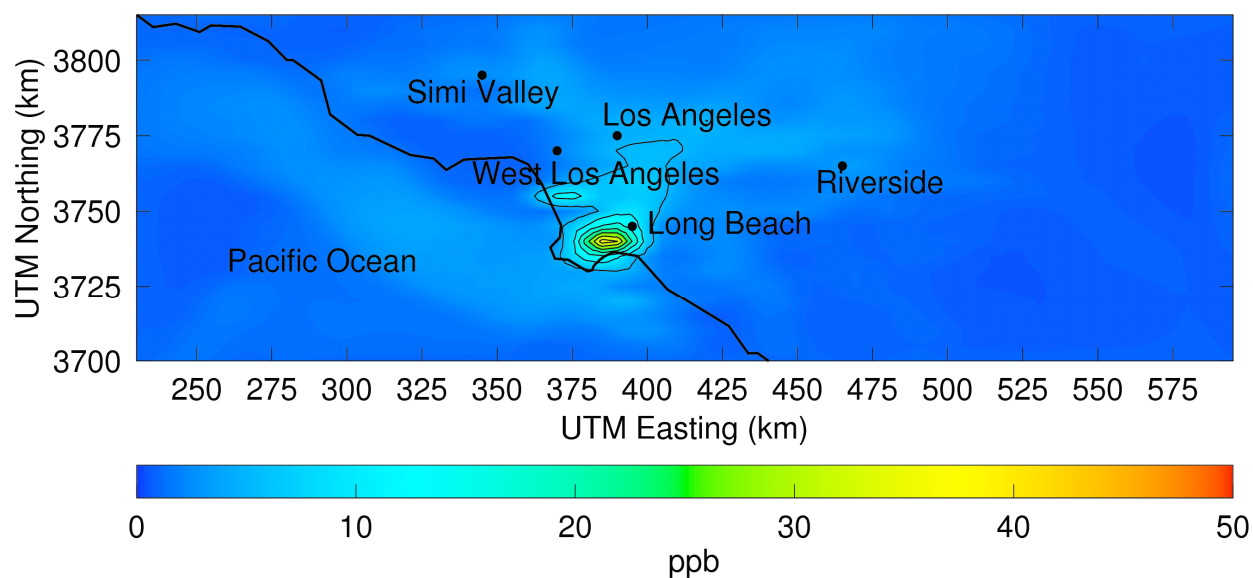 3800
3775
3750
3725
3700
UTM Northing (km)
Simi Valley
Los Angeles
West Los Angeles
Riverside
Long Beach
Pacific Ocean
250 275 300 325 350 375 400 425 450 475 500 525 550 575
UTM Easting (km)
0 10 20 30 40 50
ppb